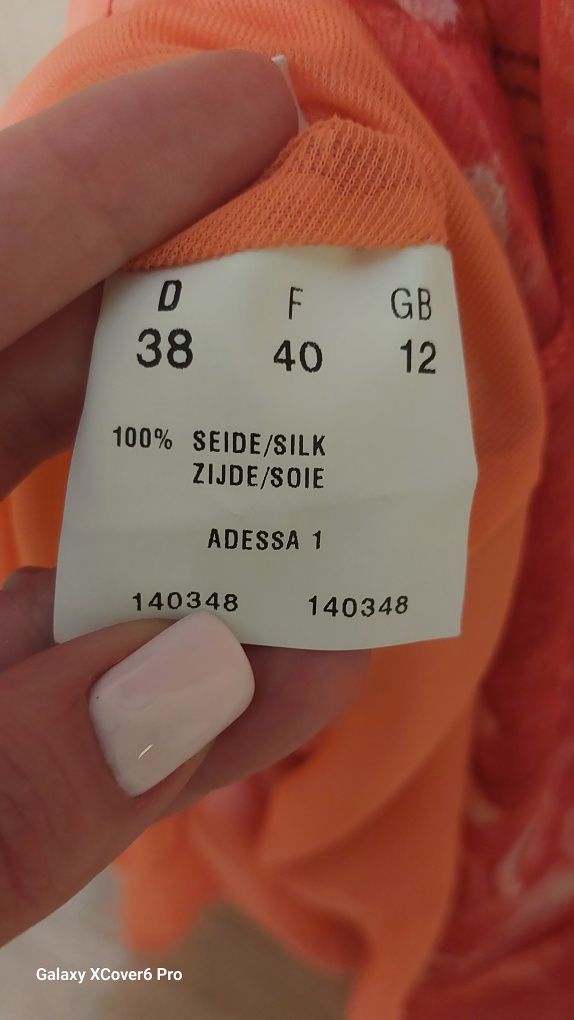 D F GB
38 40 12
100% SEIDE/SILK
ZIJDE/SOIE
ADESSA 1
140348 140348
Galaxy XCover6 Pro